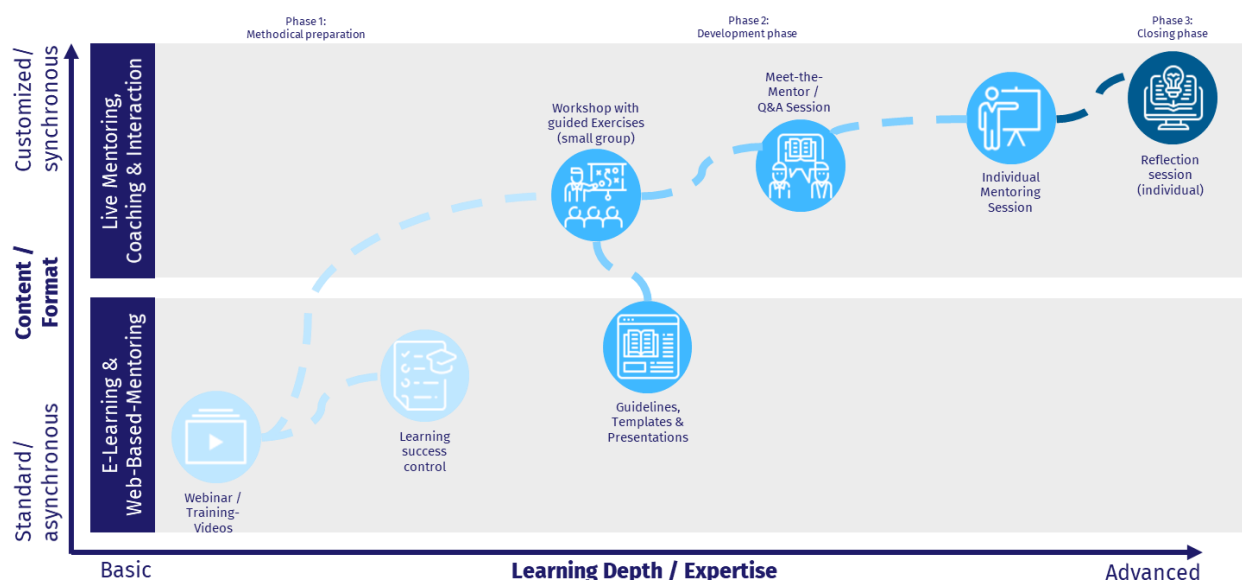 Phase 1:
Methodical preparation
Phase 2:
Development phase
Phase 3:
Closing phase
Customized /
synchronous
Content /
Format
Standard /
asynchronous
Live Mentoring,
Coaching & Interaction
E-Learning &
Web-Based-Mentoring
Workshop with
guided Exercises
(small group)
Meet-the-
Mentor /
Q&A Session
Individual
Mentoring
Session
Reflection
session
(individual)
Webinar /
Training-
Videos
Learning
success
control
Guidelines,
Templates &
Presentations
Basic
Learning Depth / Expertise
Advanced